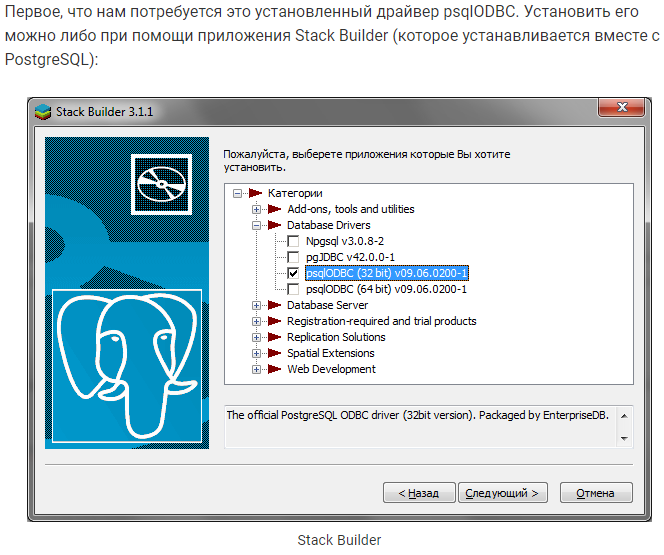 Первое, что нам потребуется это установленный драйвер psqlODBC. Установить его
можно либо при помощи приложения Stack Builder (которое устанавливается вместе с
PostgreSQL):
Stack Builder 3.1.1
Пожалуйста, выберете приложения которые Вы хотите
установить.
Категории
Add-ons, tools and utilities
Database Drivers
Npgsql v3.0.8-2
pgJDBC v42.0.0-1
psqlODBC (32 bit) v09.06.0200-1
psqlODBC (64 bit) v09.06.0200-1
Database Server
Registration-required and trial products
Replication Solutions
Spatial Extensions
Web Development
The official PostgreSQL ODBC driver (32bit version). Packaged by EnterpriseDB.
< Назад
Следующий >
Отмена
Stack Builder